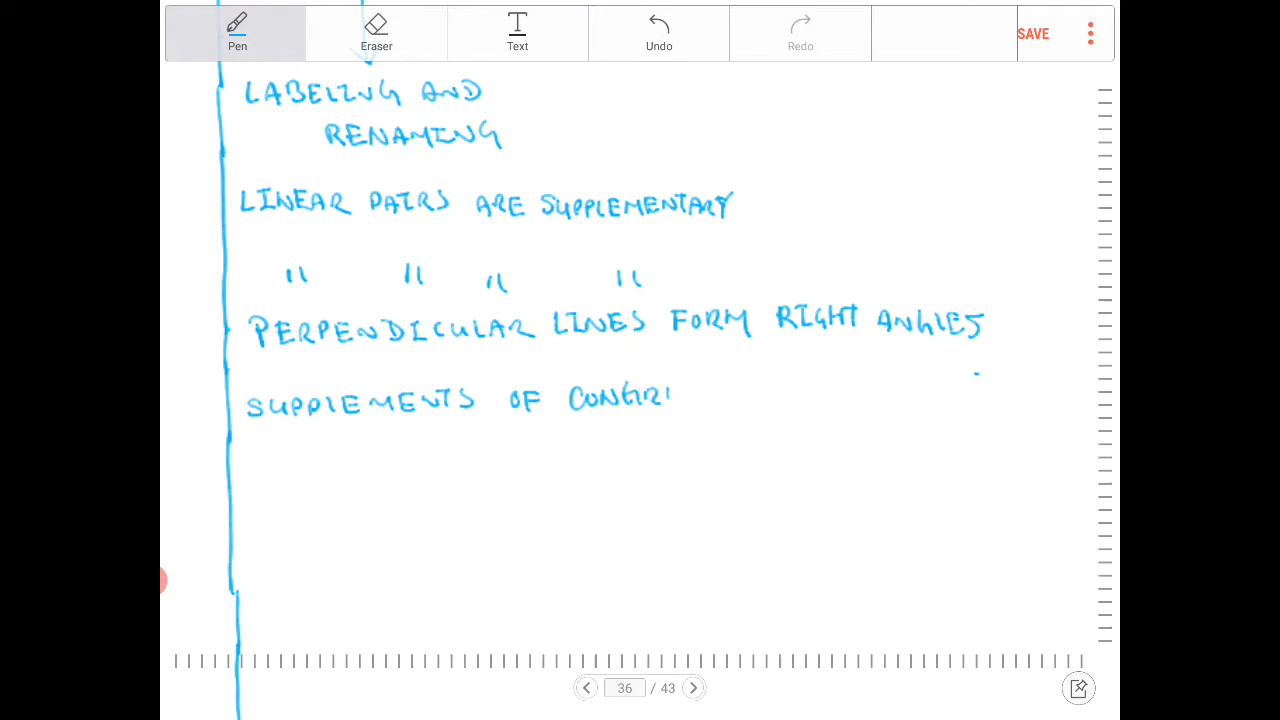 Pen Eraser Text Undo Redo SAVE
LABELING AND
RENAMING
LINEAR PAIRS ARE SUPPLEMENTARY
" " " "
PERPENDICULAR LINES FORM RIGHT ANGLES
SUPPLEMENTS OF CONGR
36 / 43